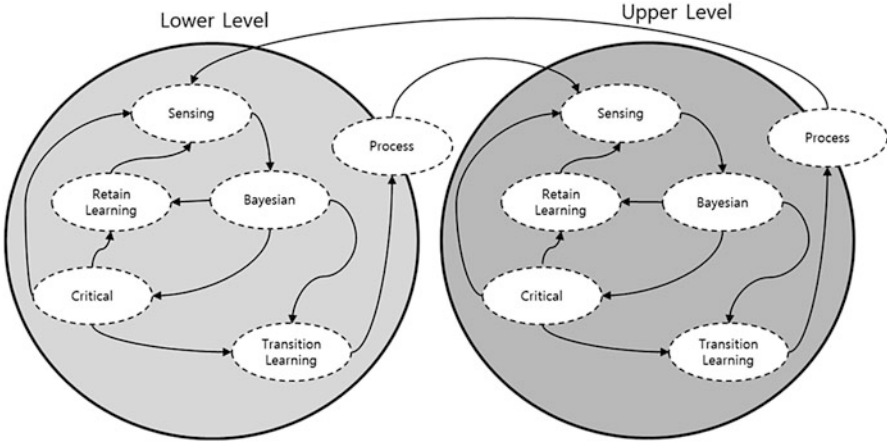 Lower Level
Sensing
Process
Retain
Learning
Bayesian
Critical
Transition
Learning
Upper Level
Sensing
Process
Retain
Learning
Bayesian
Critical
Transition
Learning